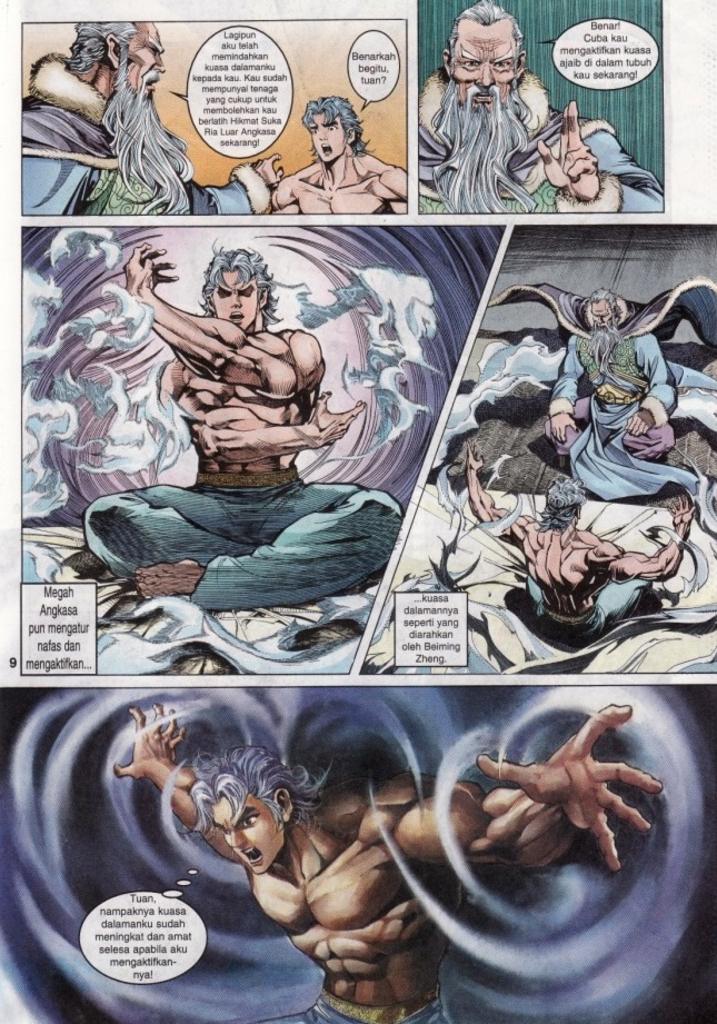 Lagipun
aku telah
memindahkan
kuasa dalamanku
kepada kau. Kau sudah
mempunyai tenaga
yang cukup untuk
membolehkan kau
berlatih Hikmat Suka
Ria Luar Angkasa
sekarang!
Benarkah
begitu,
tuan?
Benar!
Cuba kau
mengaktifkan kuasa
ajaib di dalam tubuh
kau sekarang!
Megah
Angkasa
pun mengatur
nafas dan
mengaktifkan...
...kuasa
dalamannya
seperti yang
diarahkan
oleh Beiming
Zheng.
9
Tuan,
nampaknya kuasa
dalamanku sudah
meningkat dan amat
selesa apabila aku
mengaktifkan-
nya!